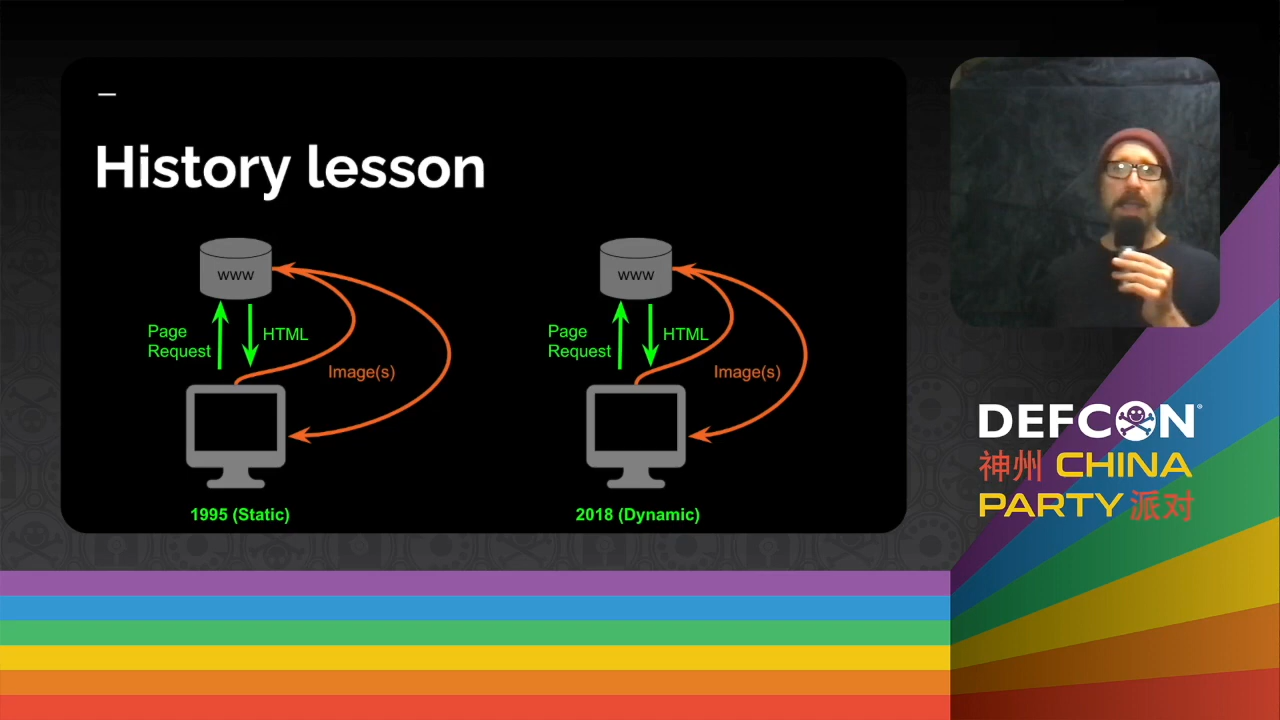 History lesson
www
Page
Request
HTML
Image(s)
1995 (Static)
www
Page
Request
HTML
Image(s)
2018 (Dynamic)
DEFCON®
神州 CHINA
PARTY 派对